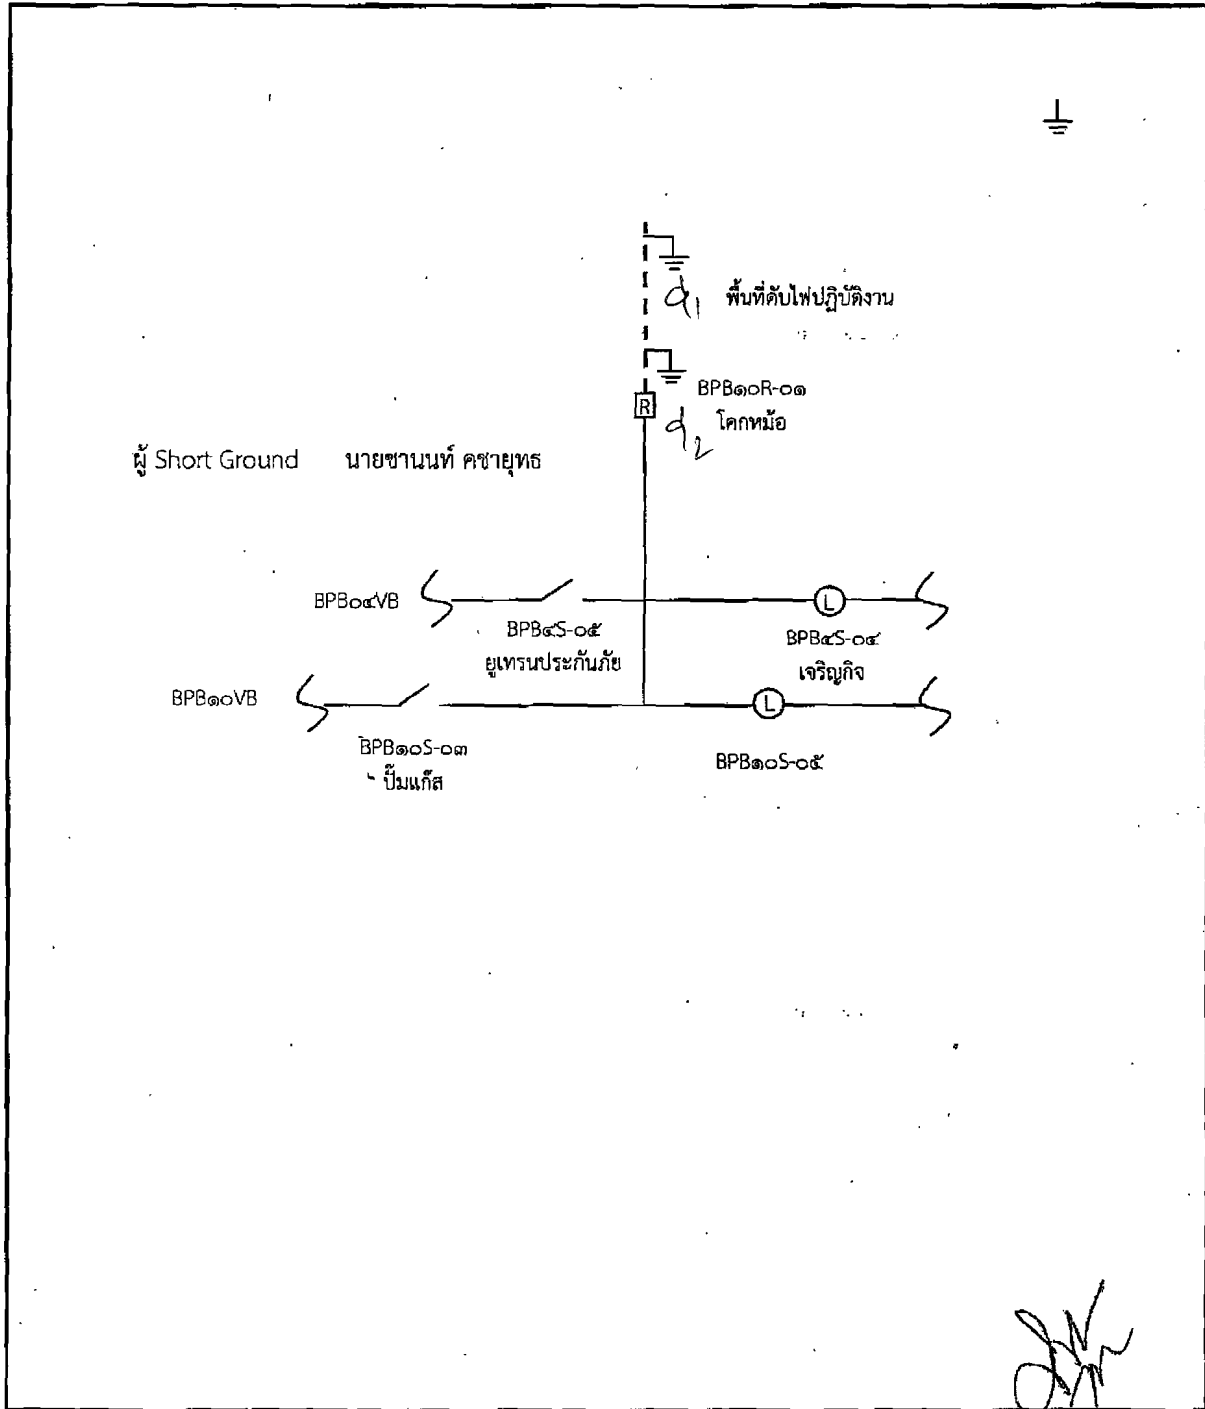 พื้นที่ดับไฟปฏิบัติงาน
BPB๑๐R-๐๑
R
โคกหม้อ
ผู้ Short Ground นายชานนท์ คชายุทธ
BPB๐๔VB
L
BPB๔S-๐๕
BPB๔S-๐๔
ยูเทรนประกันภัย
เจริญกิจ
BPB๑๐VB
L
BPB๑๐S-๐๓
BPB๑๐S-๐๕
ปั๊มแก๊ส